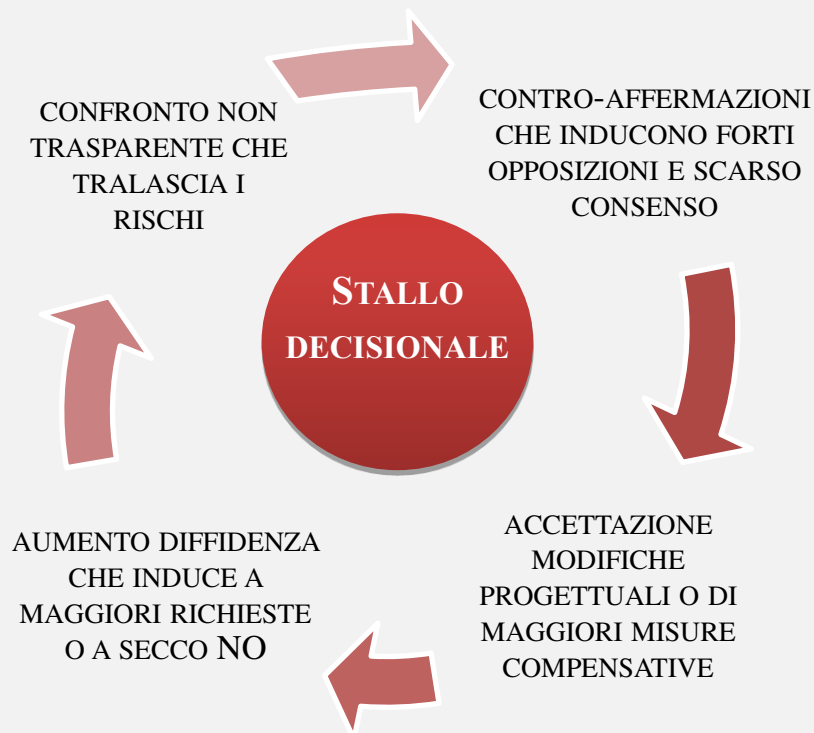 CONFRONTO NON
TRASPARENTE CHE
TRALASCIA I
RISCHI
CONTRO-AFFERMAZIONI
CHE INDUCONO FORTI
OPPOSIZIONI E SCARSO
CONSENSO
STALLO
DECISIONALE
AUMENTO DIFFIDENZA
CHE INDUCE A
MAGGIORI RICHIESTE
O A SECCO NO
ACCETTAZIONE
MODIFICHE
PROGETTUALI O DI
MAGGIORI MISURE
COMPENSATIVE